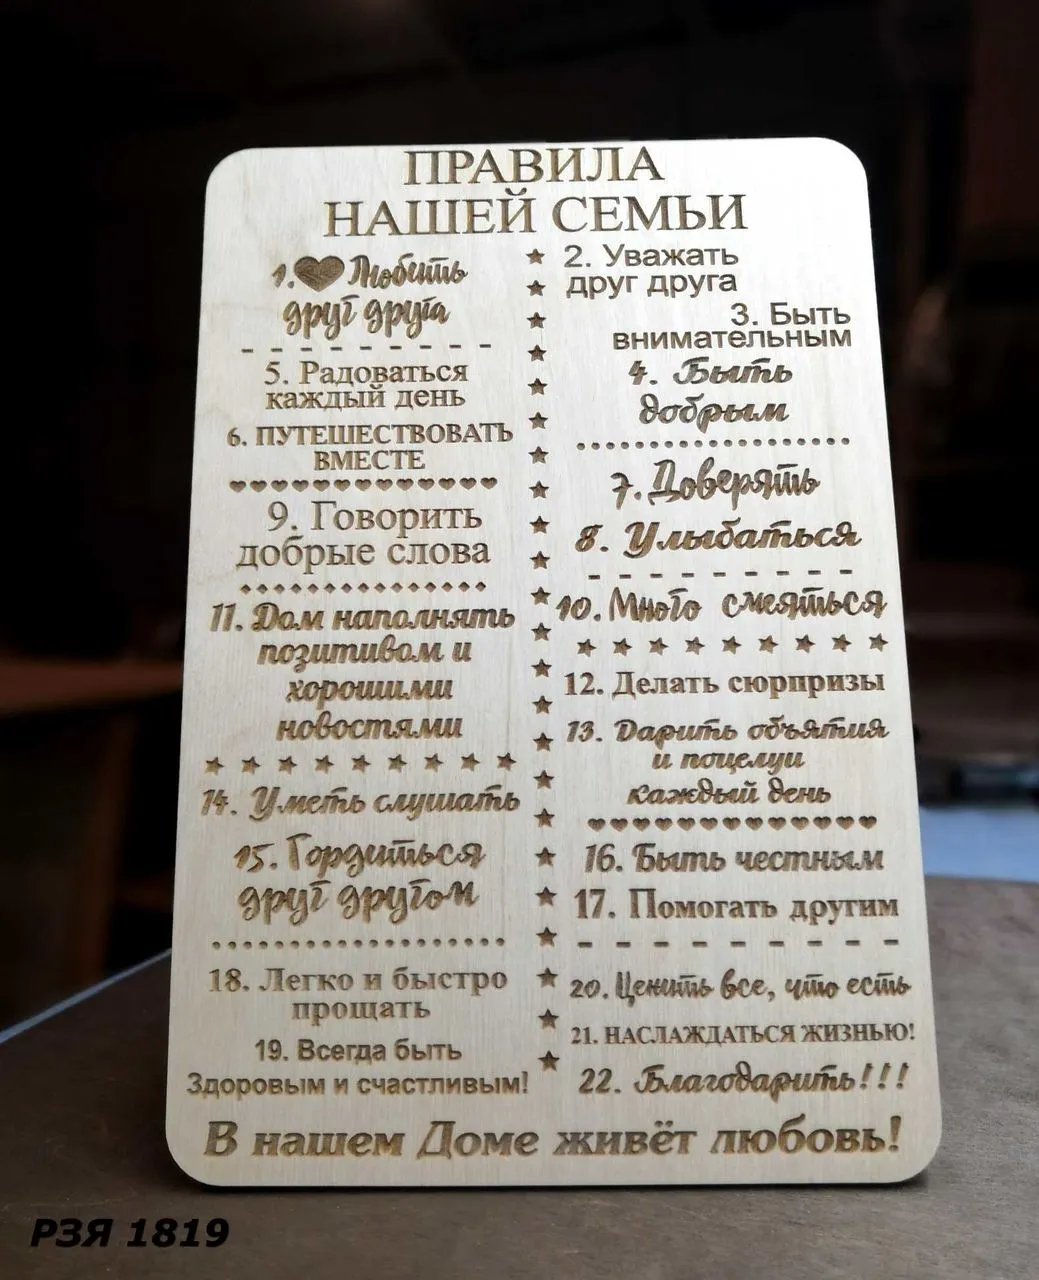 ПРАВИЛА
НАШЕЙ СЕМЬИ
1. Любить
друг друга
2. Уважать
друг друга
3. Быть
внимательным
4. Быть
добрым
5. Радоваться
каждый день
6. ПУТЕШЕСТВОВАТЬ
ВМЕСТЕ
7. Доверять
8. Улыбаться
9. Говорить
добрые слова
10. Много смеяться
11. Дом наполнять
позитивом и
хорошими
новостями
12. Делать сюрпризы
13. Дарить объятия
и поцелуи
каждый день
14. Уметь слушать
15. Гордиться
друг другом
16. Быть честным
17. Помогать другим
18. Легко и быстро
прощать
19. Всегда быть
Здоровым и счастливым!
20. Ценить все, что есть
21. НАСЛАЖДАТЬСЯ ЖИЗНЬЮ!
22. Благодарить!!!
В нашем Доме живёт любовь!
РЗЯ 1819